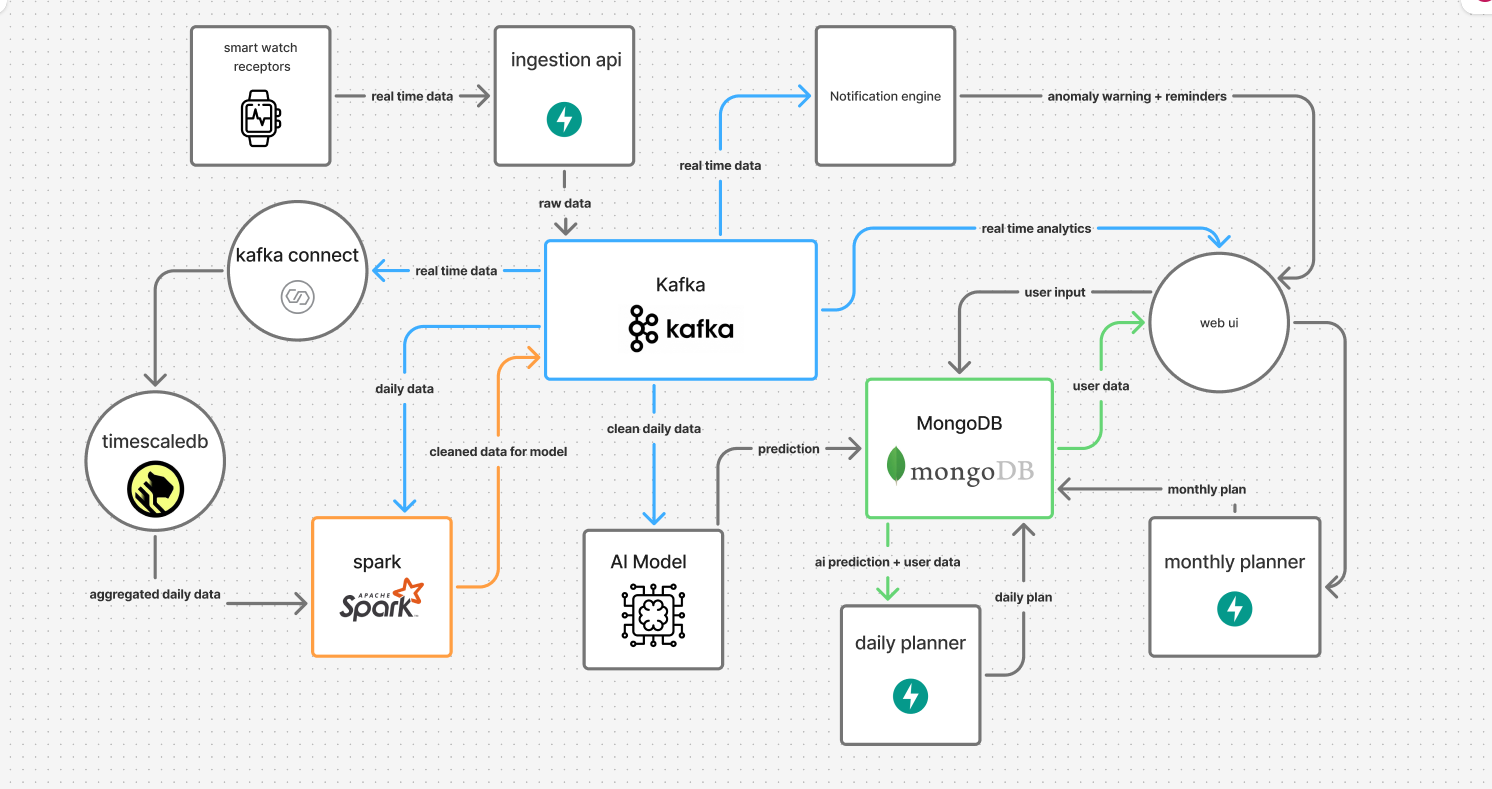 smart watch
receptors
real time data
ingestion api
raw data
real time data
Notification engine
anomaly warning + reminders
kafka connect
real time data
Kafka
kafka
real time analytics
user input
web ui
user data
daily data
cleaned data for model
clean daily data
timescaledb
aggregated daily data
spark
APACHE
Spark
AI Model
prediction
MongoDB
mongoDB
monthly plan
monthly planner
ai prediction + user data
daily plan
daily planner